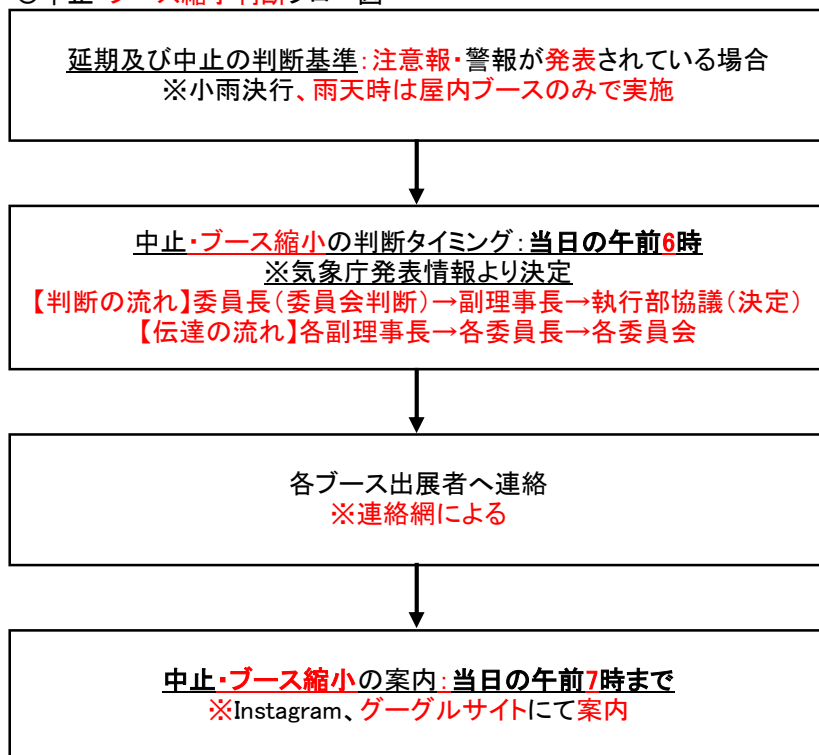 延期及び中止の判断基準：注意報・警報が発表されている場合
※小雨決行、雨天時は屋内ブースのみで実施
中止・ブース縮小の判断タイミング：当日の午前6時
※気象庁発表情報より決定
【判断の流れ】委員長（委員会判断）→副理事長→執行部協議（決定）
【伝達の流れ】各副理事長→各委員長→各委員会
各ブース出展者へ連絡
※連絡網による
中止・ブース縮小の案内：当日の午前7時まで
※Instagram、グーグルサイトにて案内